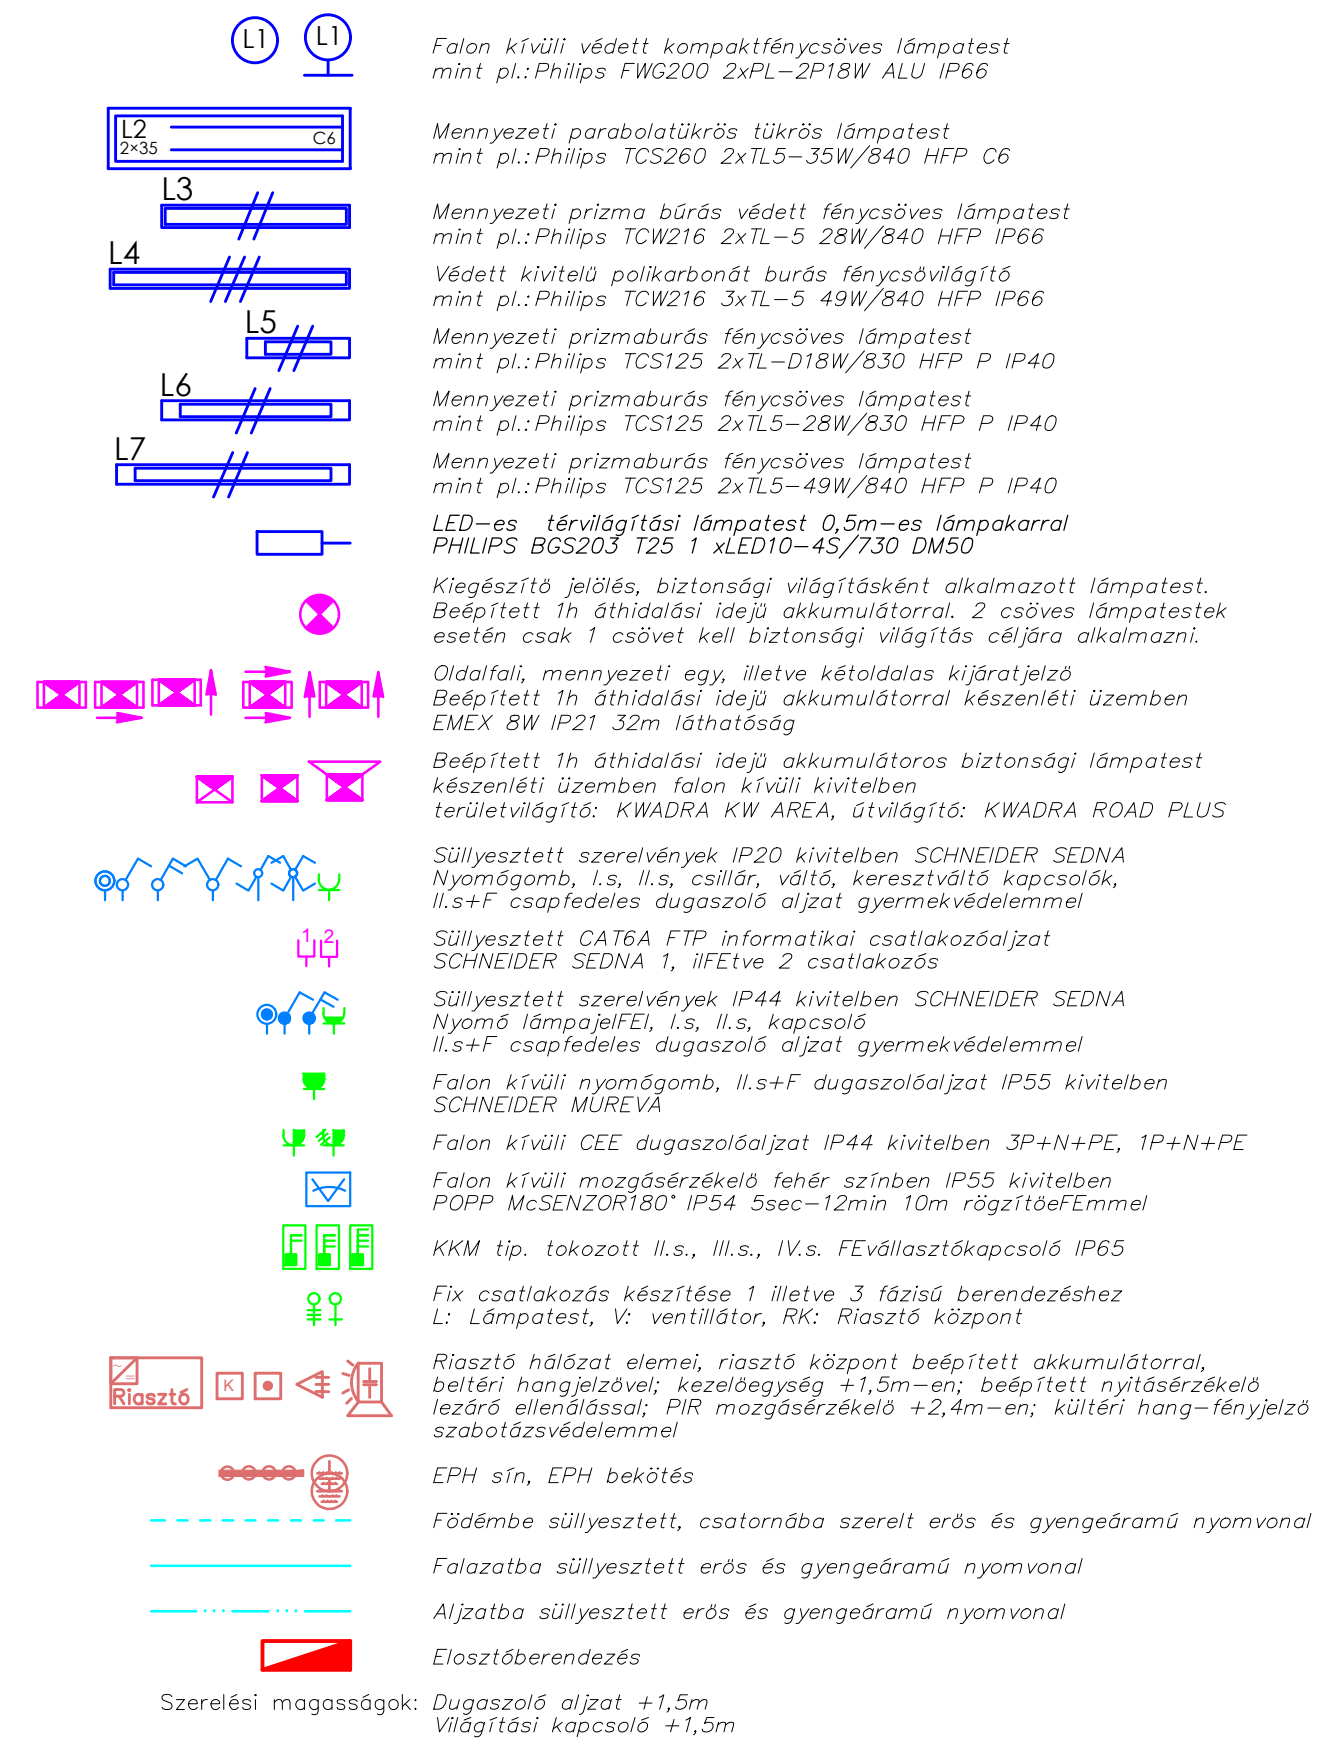 L1 L1
Falon kívüli védett kompaktfénycsöves lámpatest
mint pl.:Philips FWG200 2xPL-2P18W ALU IP66
L2
2×35
C6
Mennyezeti parabolatükrös tükrös lámpatest
mint pl.:Philips TCS260 2xTL5-35W/840 HFP C6
L3
Mennyezeti prizma búrás védett fénycsöves lámpatest
mint pl.:Philips TCW216 2xTL-5 28W/840 HFP IP66
L4
Védett kivitelű polikarbonát burás fénycsövilágító
mint pl.:Philips TCW216 3xTL-5 49W/840 HFP IP66
L5
Mennyezeti prizmaburás fénycsöves lámpatest
mint pl.:Philips TCS125 2xTL-D18W/830 HFP P IP40
L6
Mennyezeti prizmaburás fénycsöves lámpatest
mint pl.:Philips TCS125 2xTL5-28W/830 HFP P IP40
L7
Mennyezeti prizmaburás fénycsöves lámpatest
mint pl.:Philips TCS125 2xTL5-49W/840 HFP P IP40
LED-es térvilágítási lámpatest 0,5m-es lámpakarral
PHILIPS BGS203 T25 1 xLED10-4S/730 DM50
Kiegészítö jelölés, biztonsági világításként alkalmazott lámpatest.
Beépített 1h áthidalási idejű akkumulátorral. 2 csöves lámpatestek
esetén csak 1 csövet kell biztonsági világítás céljára alkalmazni.
Oldalfali, mennyezeti egy, illetve kétoldalas kijáratjelzö
Beépített 1h áthidalási idejű akkumulátorral készenléti üzemben
EMEX 8W IP21 32m láthatóság
Beépített 1h áthidalási idejű akkumulátoros biztonsági lámpatest
készenléti üzemben falon kívüli kivitelben
területvilágító: KWADRA KW AREA, útvilágító: KWADRA ROAD PLUS
Süllyesztett szerelvények IP20 kivitelben SCHNEIDER SEDNA
Nyomógomb, I.s, II.s, csillár, váltó, keresztváltó kapcsolók,
II.s+F csapfedeles dugaszoló aljzat gyermekvédelemmel
1 2
Süllyesztett CAT6A FTP informatikai csatlakozóaljzat
SCHNEIDER SEDNA 1, ilFEtve 2 csatlakozós
Süllyesztett szerelvények IP44 kivitelben SCHNEIDER SEDNA
Nyomó lámpajelFEl, I.s, II.s, kapcsoló
II.s+F csapfedeles dugaszoló aljzat gyermekvédelemmel
Falon kívüli nyomógomb, II.s+F dugaszolóaljzat IP55 kivitelben
SCHNEIDER MUREVA
Falon kívüli CEE dugaszolóaljzat IP44 kivitelben 3P+N+PE, 1P+N+PE
Falon kívüli mozgásérzékelö fehér színben IP55 kivitelben
POPP McSENZOR180° IP54 5sec-12min 10m rögzítöeFEmmel
KKM tip. tokozott II.s., III.s., IV.s. FEvállasztókapcsoló IP65
Fix csatlakozás készítése 1 illetve 3 fázisú berendezéshez
L: Lámpatest, V: ventillátor, RK: Riasztó központ
Riasztó
K
Riasztó hálózat elemei, riasztó központ beépített akkumulátorral,
beltéri hangjelzövel; kezelöegység +1,5m-en; beépített nyitásérzékelö
lezáró ellenálással; PIR mozgásérzékelö +2,4m-en; kültéri hang-fényjelzö
szabotázsvédelemmel
EPH sín, EPH bekötés
Födémbe süllyesztett, csatornába szerelt erös és gyengeáramú nyomvonal
Falazatba süllyesztett erös és gyengeáramú nyomvonal
Aljzatba süllyesztett erös és gyengeáramú nyomvonal
Elosztóberendezés
Szerelési magasságok: Dugaszoló aljzat +1,5m
Világítási kapcsoló +1,5m